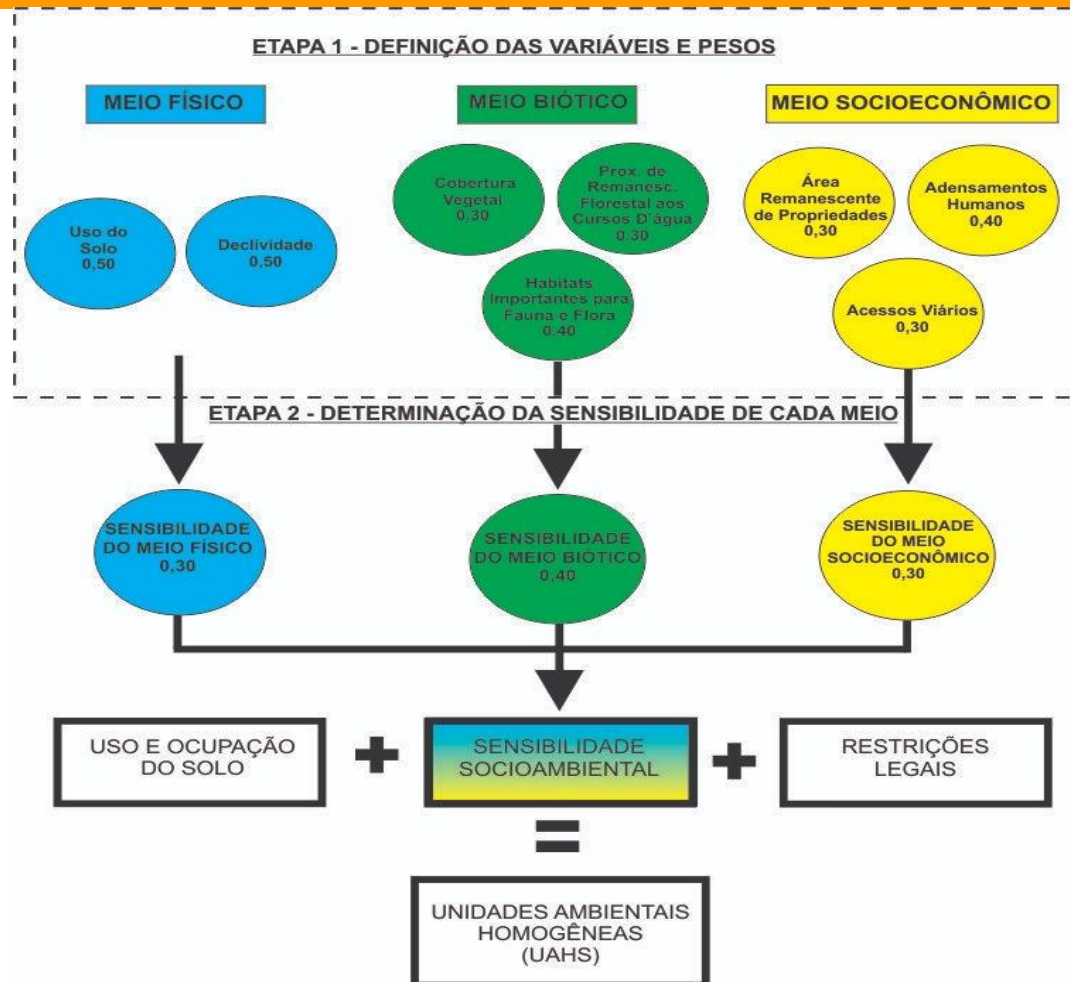 ETAPA 1 - DEFINIÇÃO DAS VARIÁVEIS E PESOS
MEIO FÍSICO
MEIO BIÓTICO
MEIO SOCIOECONÔMICO
Uso do
Solo
0,50
Declividade
0,50
Cobertura
Vegetal
0,30
Prox. de
Remanesc.
Florestal aos
Cursos D´água
0,30
Habitats
Importantes para
Fauna e Flora
0,40
Área
Remanescente
de Propriedades
0,30
Adensamentos
Humanos
0,40
Acessos Viários
0,30
ETAPA 2 - DETERMINAÇÃO DA SENSIBILIDADE DE CADA MEIO
SENSIBILIDADE
DO MEIO FÍSICO
0,30
SENSIBILIDADE
DO MEIO BIÓTICO
0,40
SENSIBILIDADE
DO MEIO
SOCIOECONÔMICO
0,30
USO E OCUPAÇÃO
DO SOLO
+
SENSIBILIDADE
SOCIOAMBIENTAL
+
RESTRIÇÕES
LEGAIS
=
UNIDADES AMBIENTAIS
HOMOGÊNEAS
(UAHS)